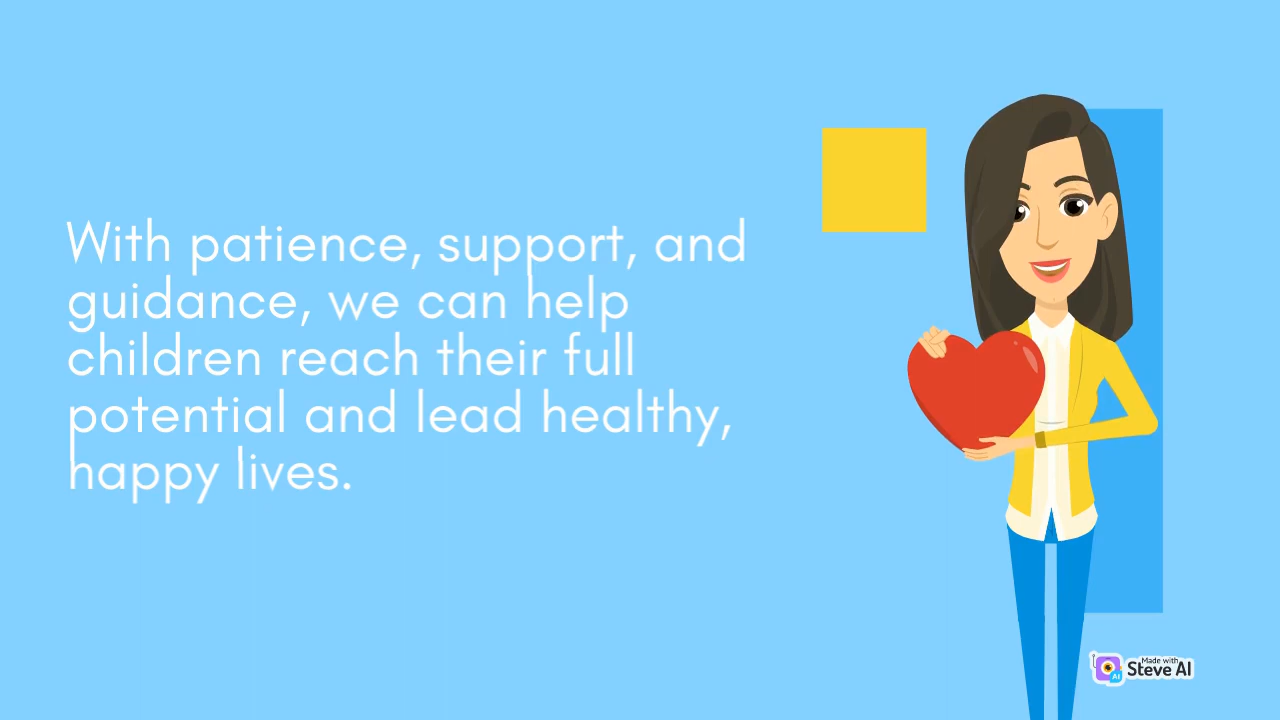 With patience, support, and
guidance, we can help
children reach their full
potential and lead healthy,
happy lives.
Made with
Steve AI
AI